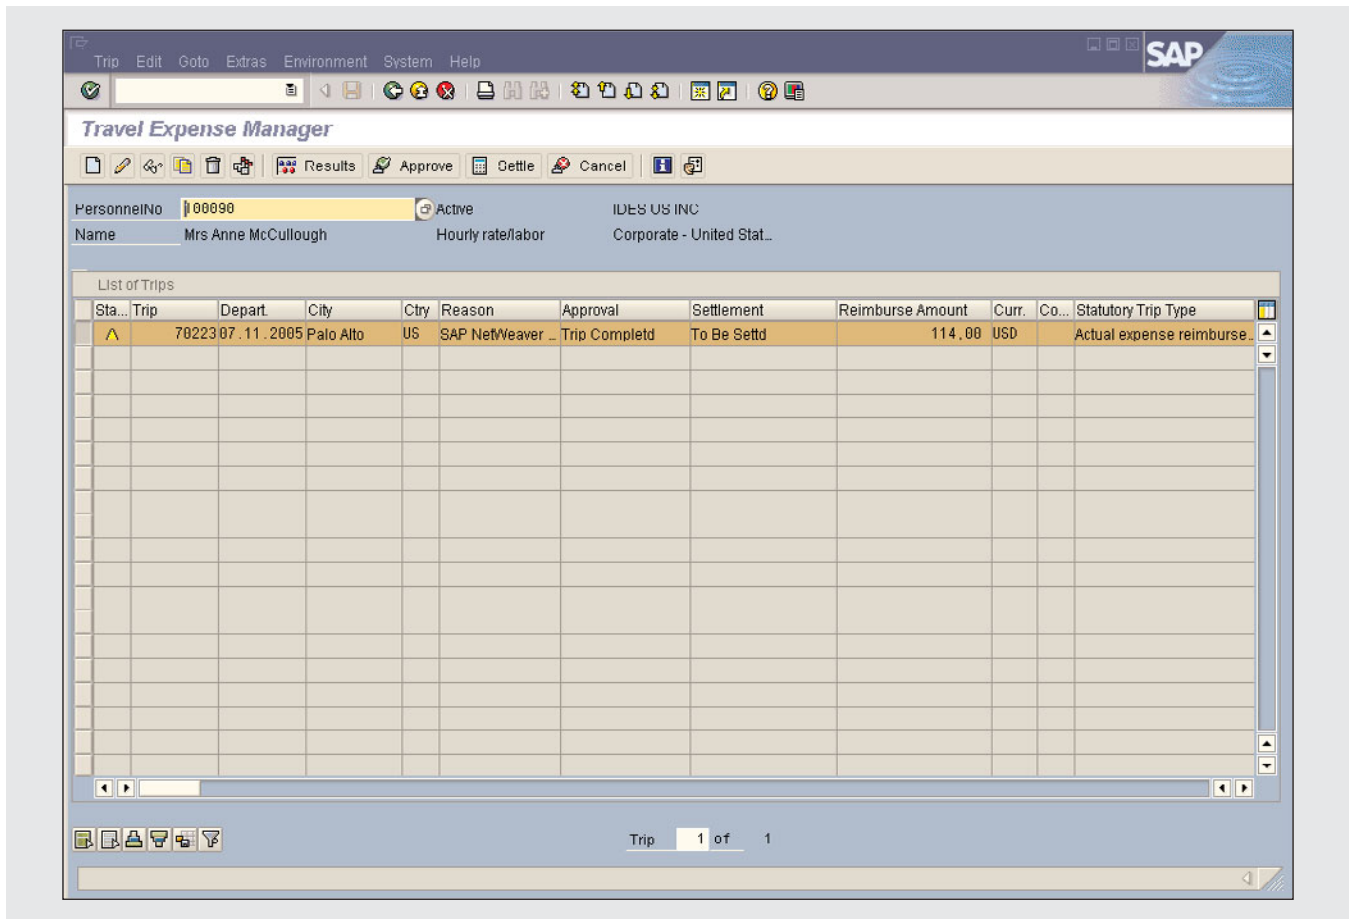 Trip Edit Goto Extras Environment System Help
SAP
Travel Expense Manager
Results Approve Settle Cancel
PersonnelNo 100090 Active IDES US INC
Name Mrs Anne McCullough Hourly rate/labor Corporate - United Stat...
List of Trips
Sta... Trip Depart. City Ctry Reason Approval Settlement Reimburse Amount Curr. Co... Statutory Trip Type
70223 07.11.2005 Palo Alto US SAP NetWeaver ... Trip Completd To Be Settd 114.00 USD Actual expense reimburse...
Trip 1 of 1